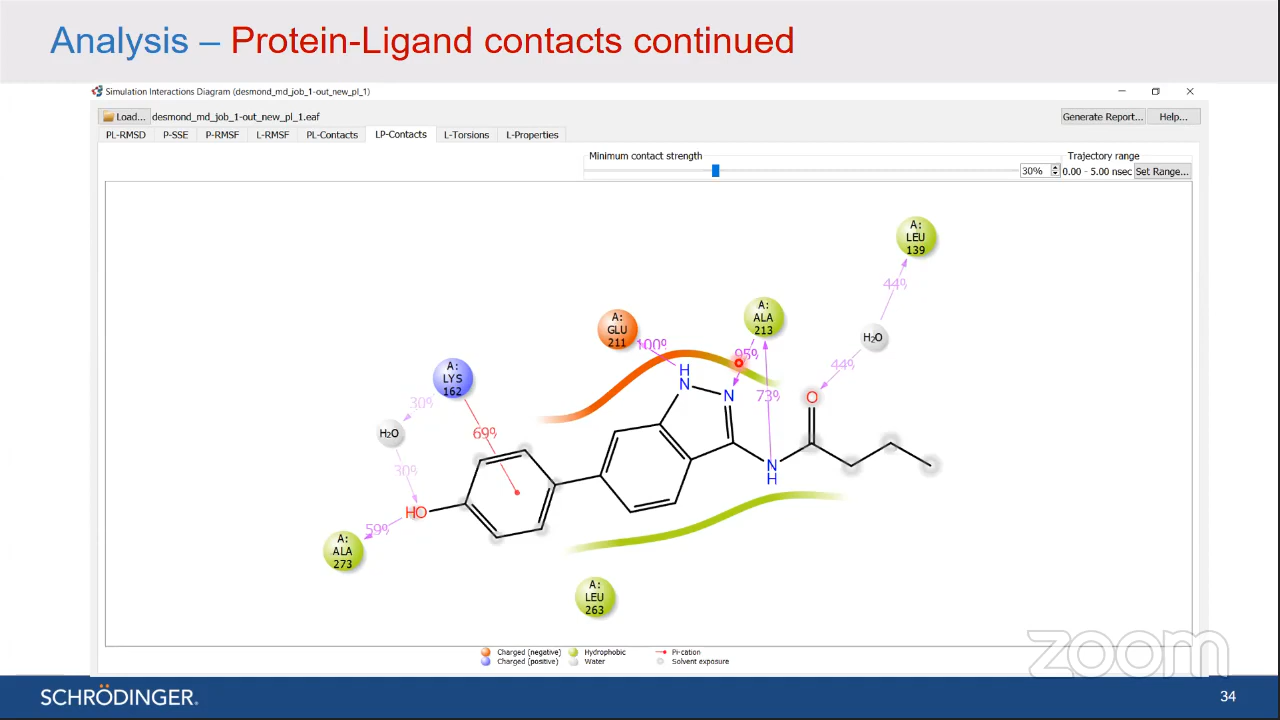 Analysis – Protein-Ligand contacts continued
Simulation Interactions Diagram (desmond_md_job_1-out_new_pl_1)
Load... desmond_md_job_1-out_new_pl_1.eaf
Generate Report... Help...
PL-RMSD P-SSE P-RMSF L-RMSF PL-Contacts LP-Contacts L-Torsions L-Properties
Minimum contact strength
30%
Trajectory range
0.00 - 5.00 nsec Set Range...
A:
LEU
139
44%
H₂O
44%
A:
GLU
211
100%
A:
ALA
213
95%
73%
A:
LYS
162
30%
H₂O
30%
69%
H
N
N
O
N
H
HO
59%
A:
ALA
273
A:
LEU
263
Charged (negative)
Charged (positive)
Hydrophobic
Water
Pi-cation
Solvent exposure
zoom
SCHRÖDINGER.
34